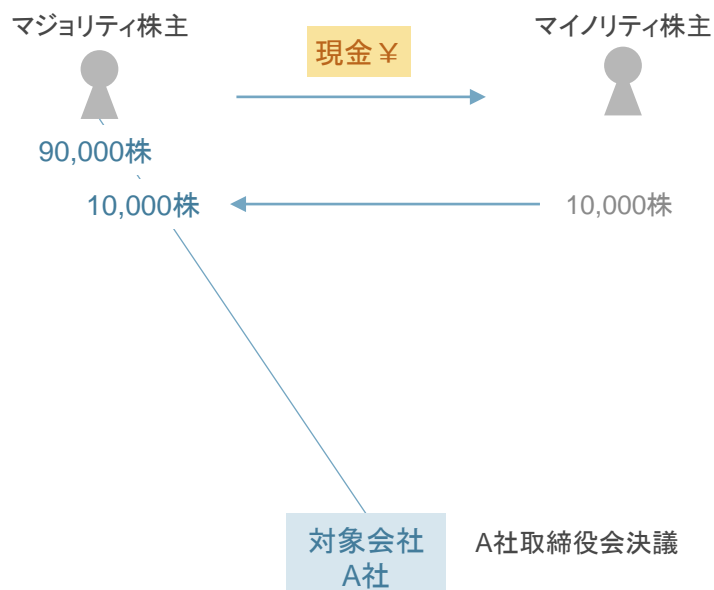 マジョリティ株主
マイノリティ株主
現金￥
90,000株
10,000株
10,000株
対象会社
A社
A社取締役会決議